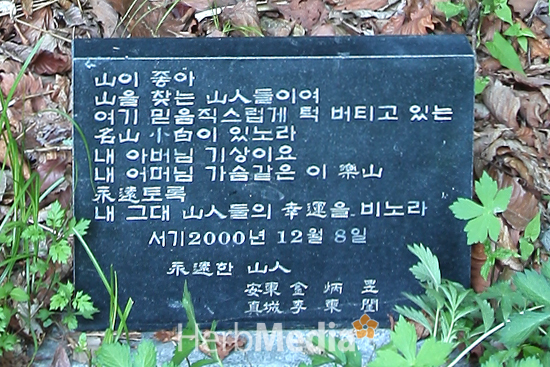 山이 좋아
山을 찾는 山人들이여
여기 믿음직스럽게 턱 버티고 있는
名山 小白이 있노라
내 아버님 기상이요
내 어머님 가슴같은 이 樂山
永遠토록
내 그대 山人들의 幸運을 비노라
서기2000년 12월 8일
永遠한 山人
安東 金 炳
真城 李 東
HerbMedia